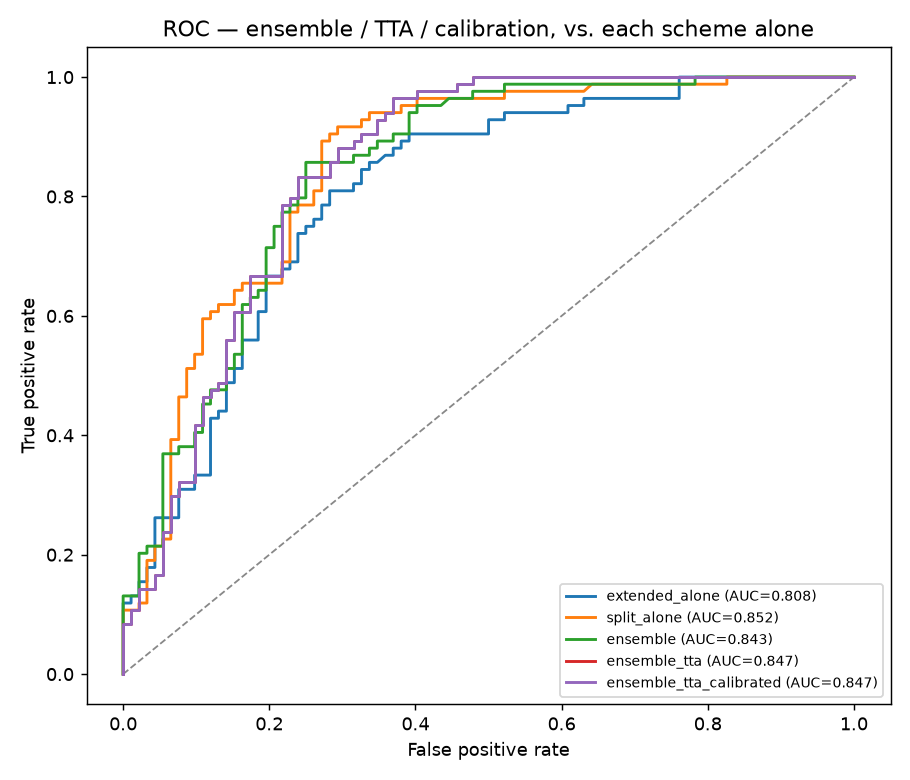 ROC — ensemble / TTA / calibration, vs. each scheme alone
1.0
0.8
0.6
0.4
0.2
0.0
True positive rate
extended_alone (AUC=0.808)
split_alone (AUC=0.852)
ensemble (AUC=0.843)
ensemble_tta (AUC=0.847)
ensemble_tta_calibrated (AUC=0.847)
0.0 0.2 0.4 0.6 0.8 1.0
False positive rate